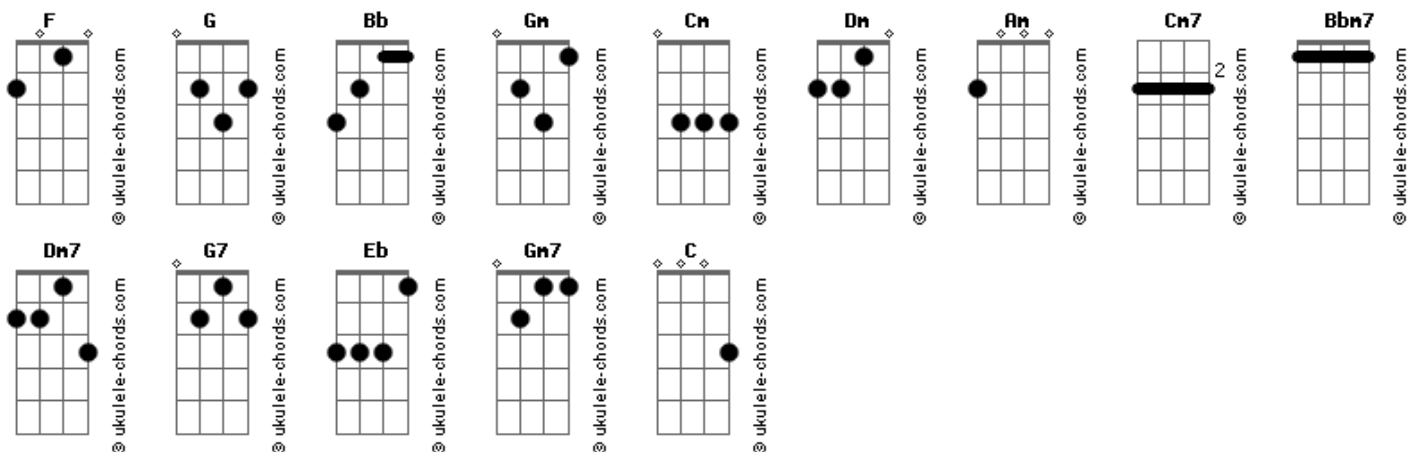 F G Bb Gm Cm Dm Am Cm7 Bbm7
2
© ukulele-chords.com © ukulele-chords.com © ukulele-chords.com © ukulele-chords.com © ukulele-chords.com © ukulele-chords.com © ukulele-chords.com © ukulele-chords.com © ukulele-chords.com
Dm7 G7 Eb Gm7 C
© ukulele-chords.com © ukulele-chords.com © ukulele-chords.com © ukulele-chords.com © ukulele-chords.com